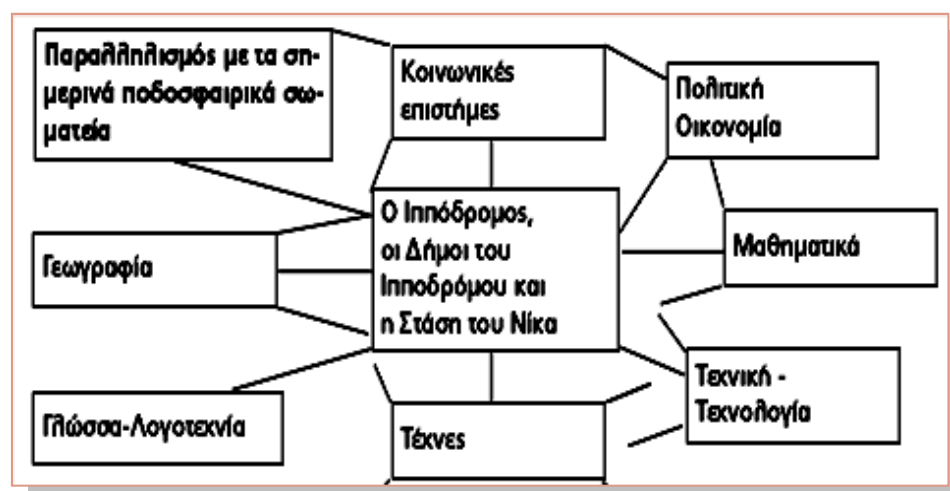 Παραλληλισμός με τα ση-
μερινά ποδοσφαιρικά σω-
ματεία
Κοινωνικές
επιστήμες
Πολιτική
Οικονομία
Ο Ιππόδρομος,
οι Δήμοι του
Ιπποδρόμου και
η Στάση του Νίκα
Γεωγραφία
Μαθηματικά
Γλώσσα-Λογοτεχνία
Τέχνες
Τεχνική -
Τεχνολογία